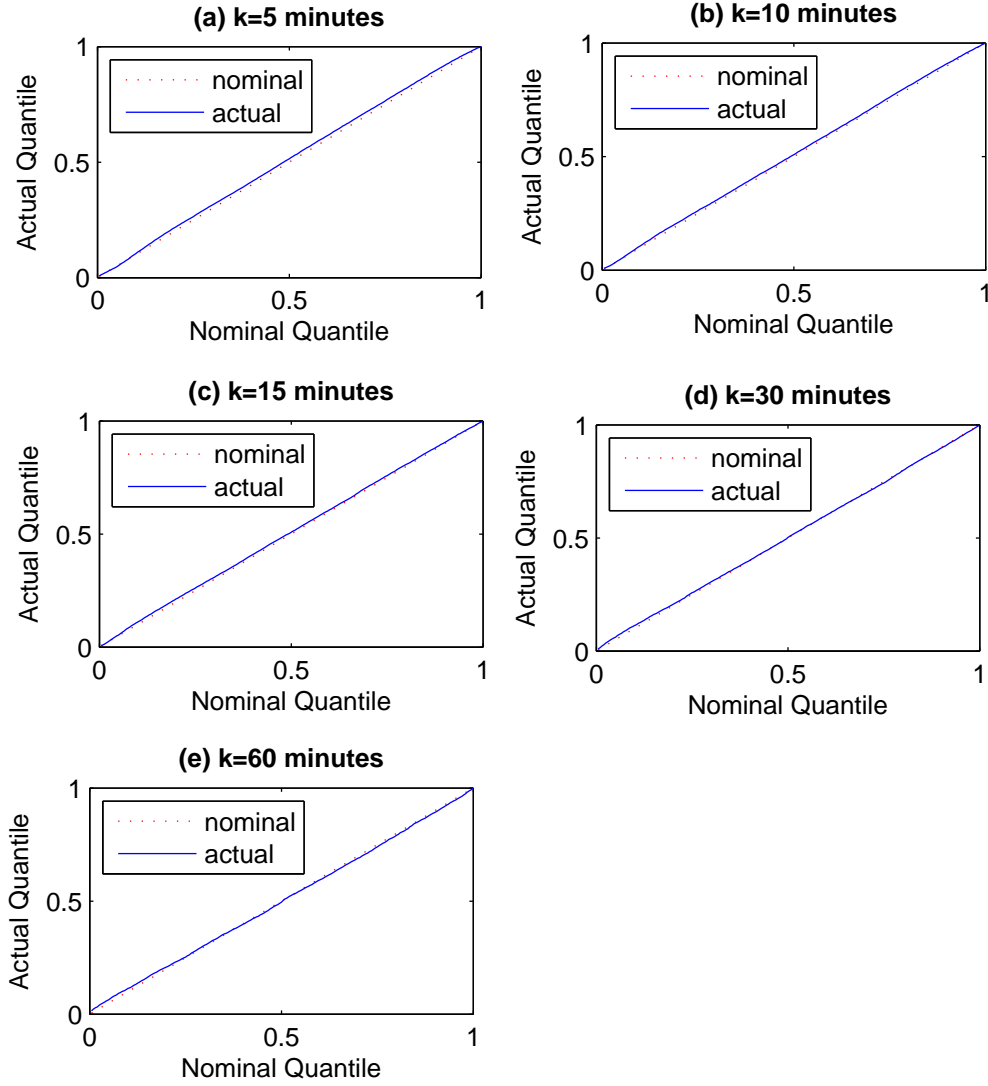 (a) k=5 minutes
1
0.5
0
nominal
actual
0
0.5
1
Actual Quantile
Nominal Quantile
(b) k=10 minutes
1
0.5
0
nominal
actual
0
0.5
1
Actual Quantile
Nominal Quantile
(c) k=15 minutes
1
0.5
0
nominal
actual
0
0.5
1
Actual Quantile
Nominal Quantile
(d) k=30 minutes
1
0.5
0
nominal
actual
0
0.5
1
Actual Quantile
Nominal Quantile
(e) k=60 minutes
1
0.5
0
nominal
actual
0
0.5
1
Actual Quantile
Nominal Quantile